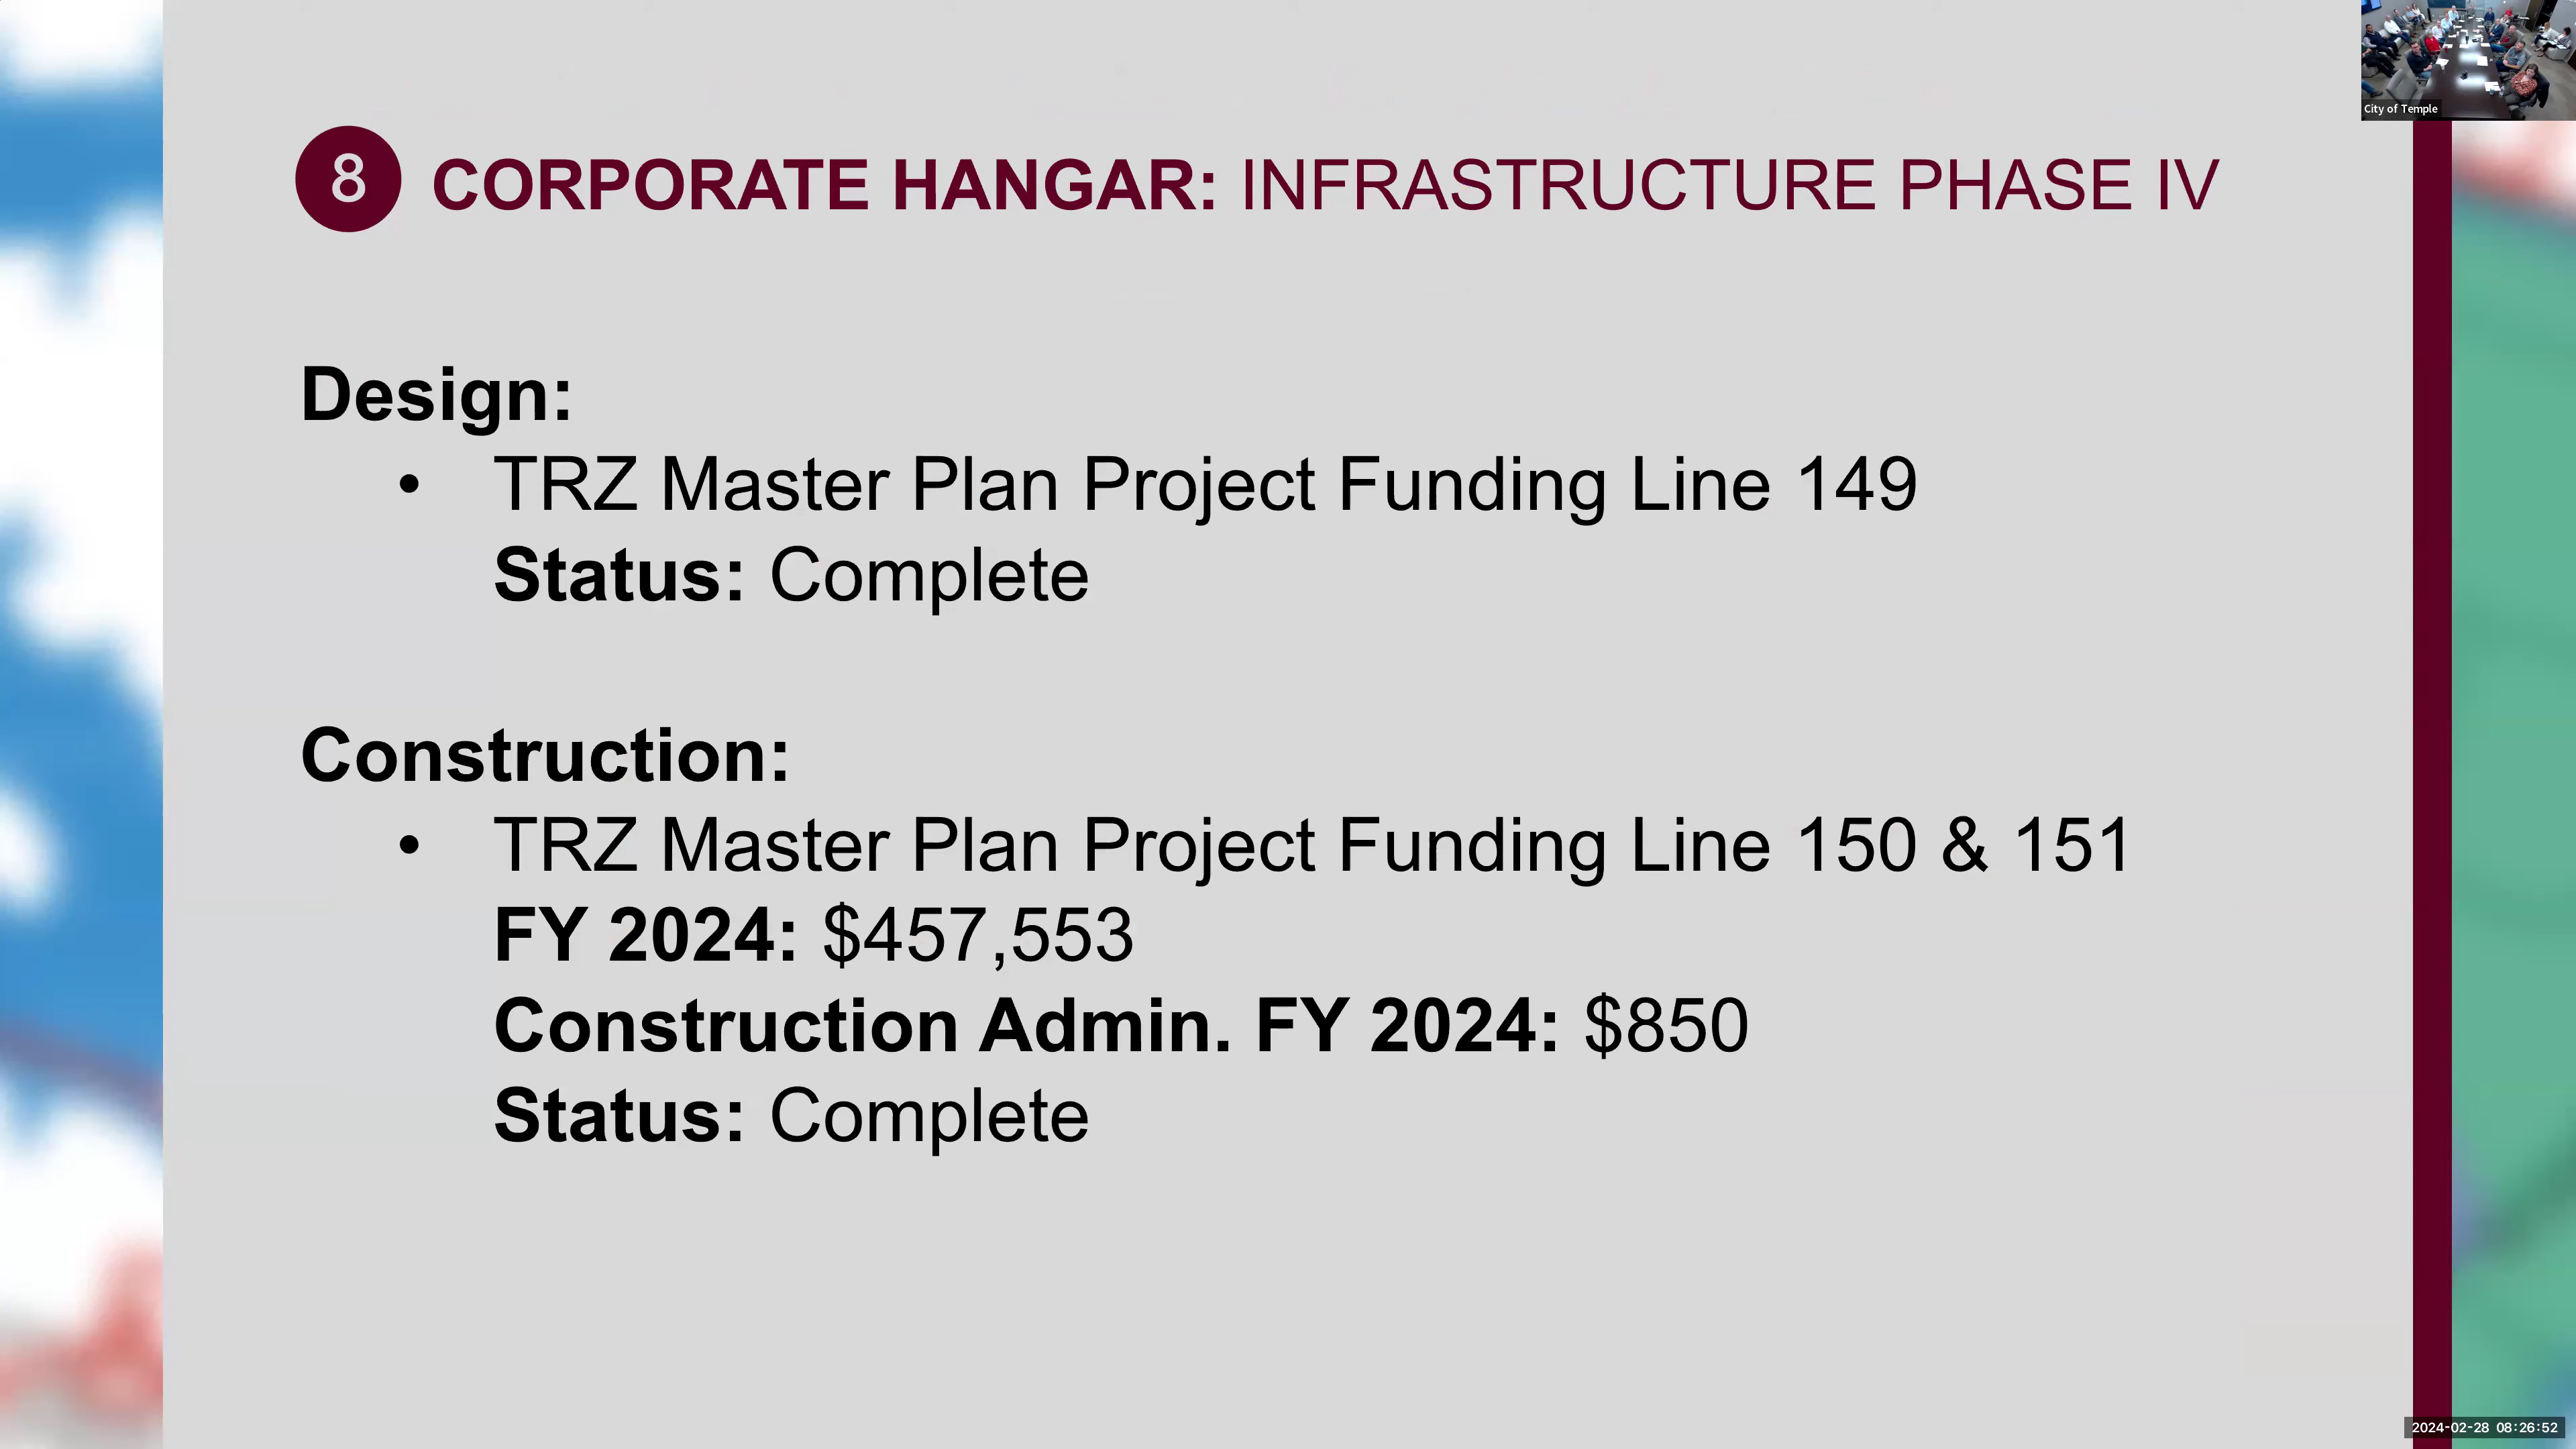 City of Temple
8 CORPORATE HANGAR: INFRASTRUCTURE PHASE IV
Design:
• TRZ Master Plan Project Funding Line 149
Status: Complete
Construction:
• TRZ Master Plan Project Funding Line 150 & 151
FY 2024: $457,553
Construction Admin. FY 2024: $850
Status: Complete
2024-02-28 08:26:52